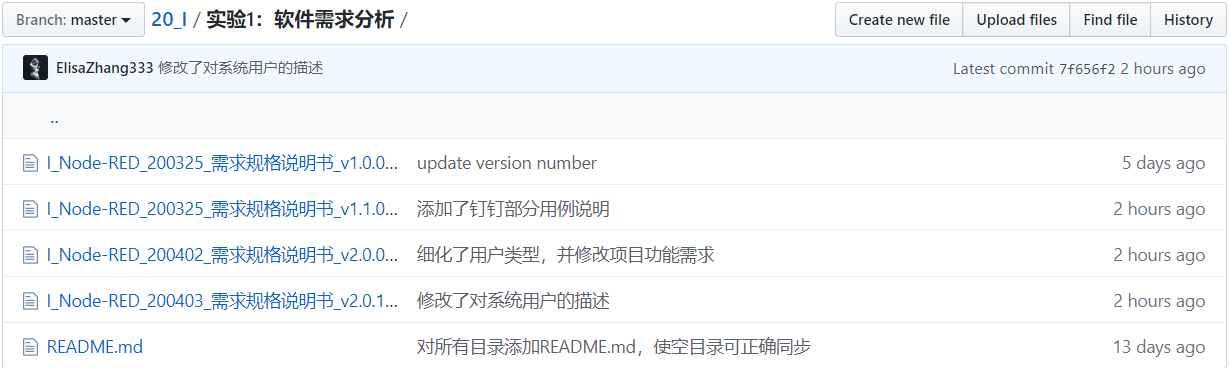 Branch: master 20_I / 实验1：软件需求分析 / Create new file Upload files Find file History
ElisaZhang333 修改了对系统用户的描述 Latest commit 7f656f2 2 hours ago
..
I_Node-RED_200325_需求规格说明书_v1.0.0... update version number 5 days ago
I_Node-RED_200325_需求规格说明书_v1.1.0... 添加了钉钉部分用例说明 2 hours ago
I_Node-RED_200402_需求规格说明书_v2.0.0... 细化了用户类型，并修改项目功能需求 2 hours ago
I_Node-RED_200403_需求规格说明书_v2.0.1... 修改了对系统用户的描述 2 hours ago
README.md 对所有目录添加README.md，使空目录可正确同步 13 days ago